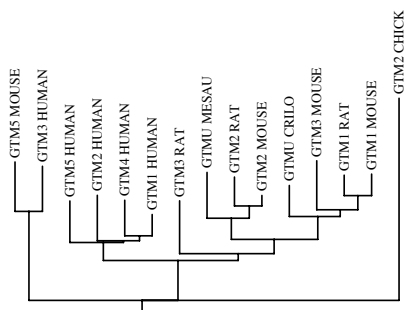 GTM5 MOUSE
GTM3 HUMAN
GTM5 HUMAN
GTM2 HUMAN
GTM4 HUMAN
GTM1 HUMAN
GTM3 RAT
GTMU MESAU
GTM2 RAT
GTM2 MOUSE
GTMU CRILO
GTM3 MOUSE
GTM1 RAT
GTM1 MOUSE
GTM2 CHICK